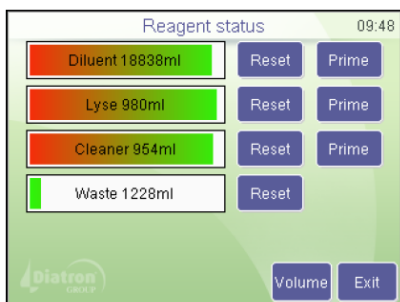 Reagent status 09:48
Diluent 18838ml Reset Prime
Lyse 980ml Reset Prime
Cleaner 954ml Reset Prime
Waste 1228ml Reset
Diatron
GROUP
Volume Exit